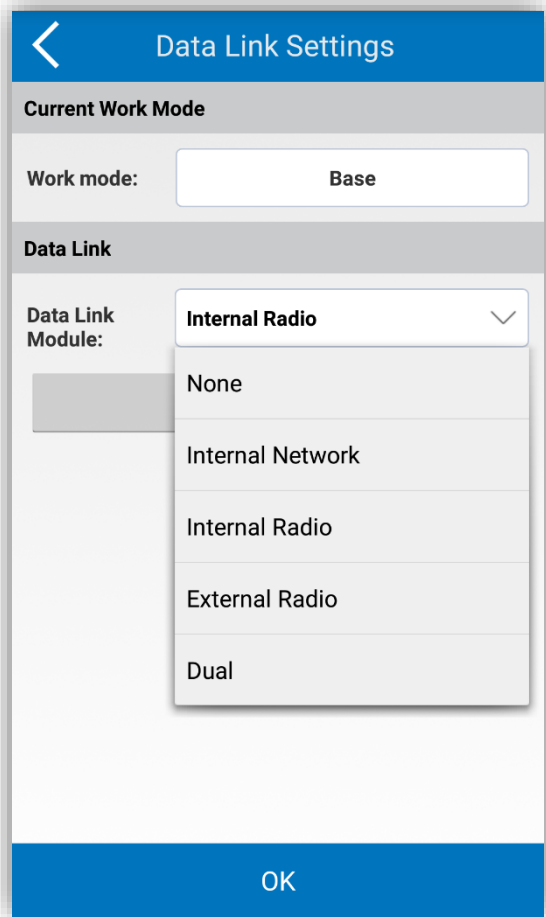 Data Link Settings
Current Work Mode
Work mode:
Base
Data Link
Data Link
Module:
Internal Radio
None
Internal Network
Internal Radio
External Radio
Dual
OK